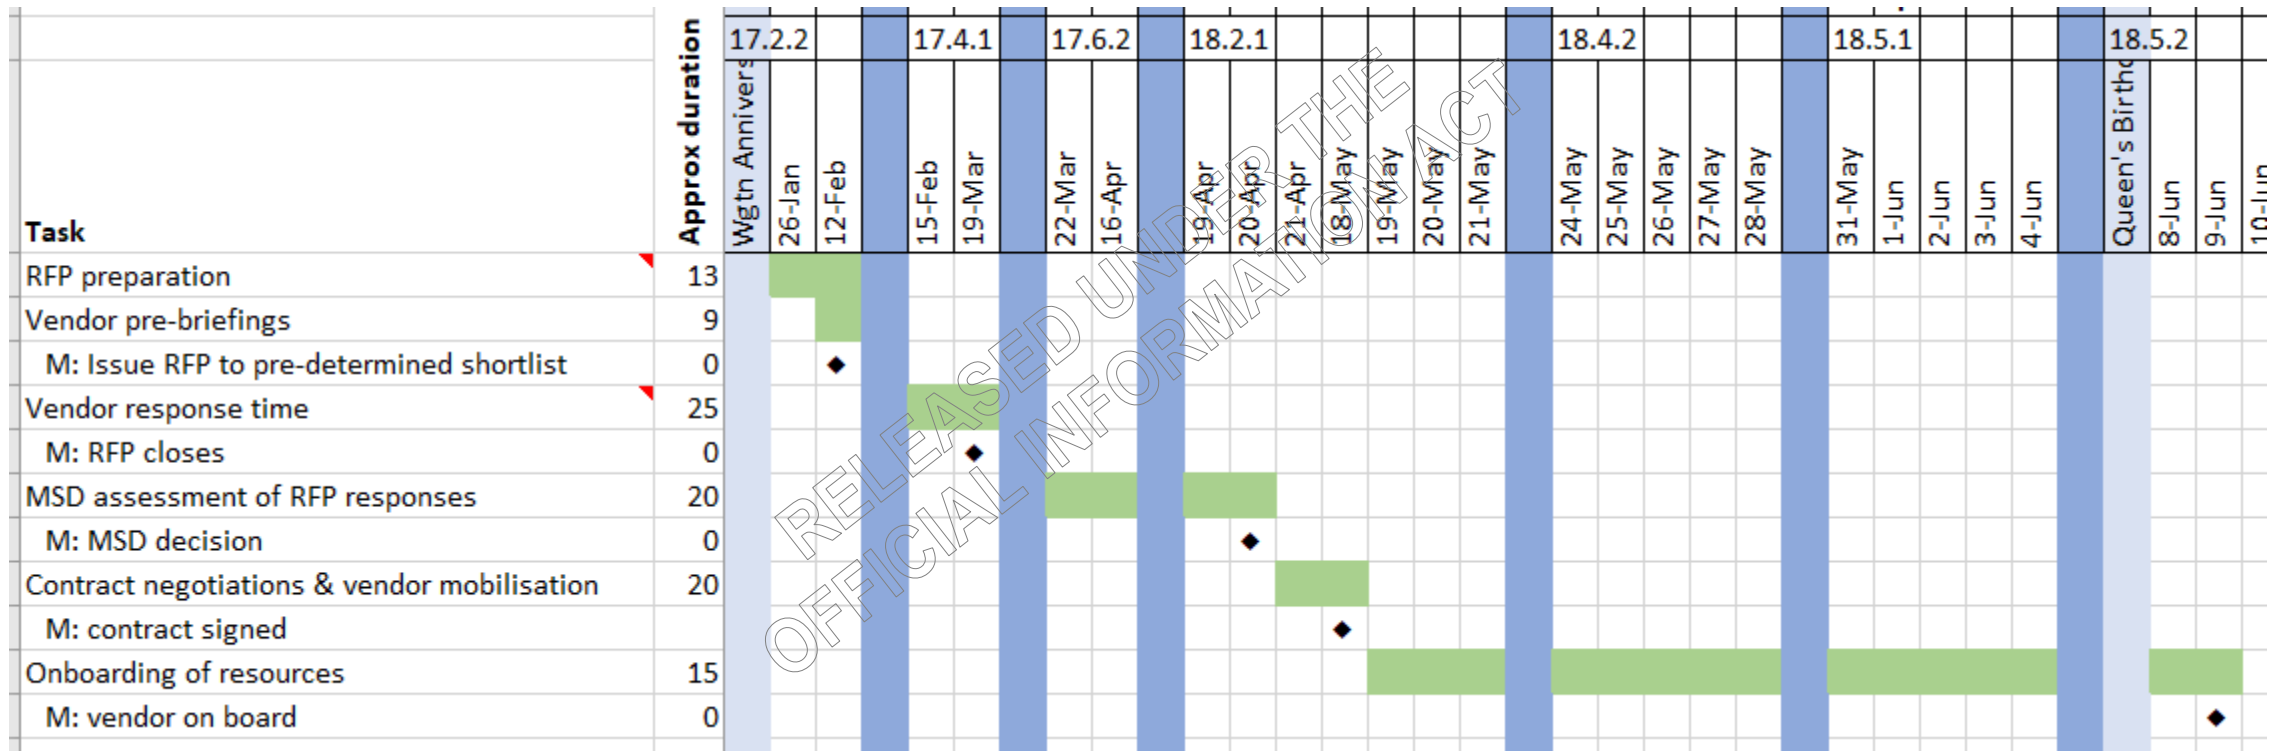 17.2.2 17.4.1 17.6.2 18.2.1 18.4.2 18.5.1 18.5.2
Task Approx duration Wgtn 26-Jan 12-Feb 15-Feb 19-Mar 22-Mar 16-Apr 19-Apr 20-Apr 21-Apr 18-May 19-May 20-May 21-May 24-May 25-May 26-May 27-May 28-May 31-May 1-Jun 2-Jun 3-Jun 4-Jun Queen's 8-Jun 9-Jun 10-Jun
RFP preparation 13
Vendor pre-briefings 9
M: Issue RFP to pre-determined shortlist 0
Vendor response time 25
M: RFP closes 0
MSD assessment of RFP responses 20
M: MSD decision 0
Contract negotiations & vendor mobilisation 20
M: contract signed
Onboarding of resources 15
M: vendor on board 0
RELEASED UNDER THE
OFFICIAL INFORMATION ACT